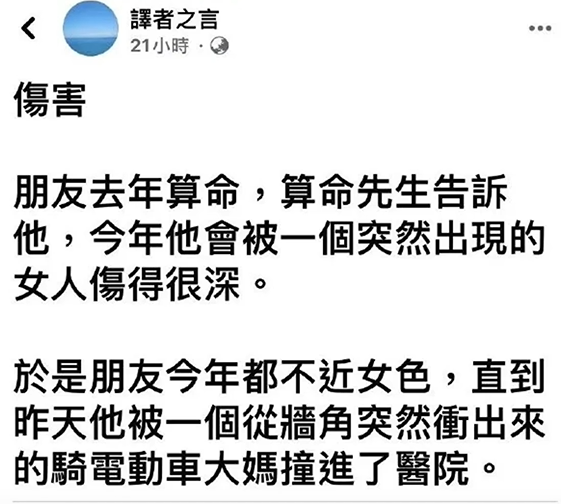 譯者之言
21小時 ·
傷害
朋友去年算命，算命先生告訴
他，今年他會被一個突然出現的
女人傷得很深。
於是朋友今年都不近女色，直到
昨天他被一個從牆角突然衝出來
的騎電動車大媽撞進了醫院。